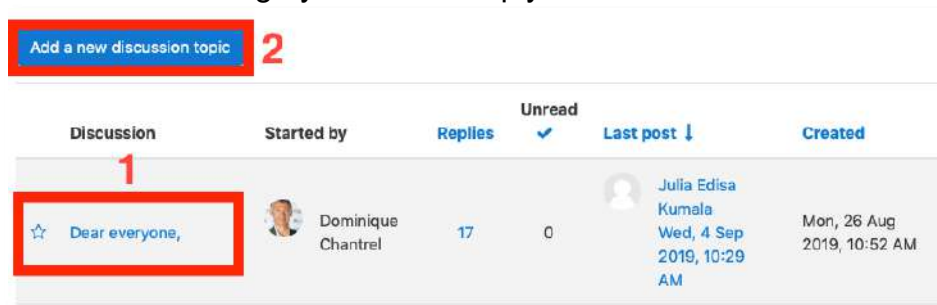 Add a new discussion topic
2
Unread
Discussion Started by Replies Last post ↓ Created
1
Julia Edisa
Kumala
Dear everyone, Dominique Chantrel 17 0 Wed, 4 Sep 2019, 10:29 AM Mon, 26 Aug 2019, 10:52 AM